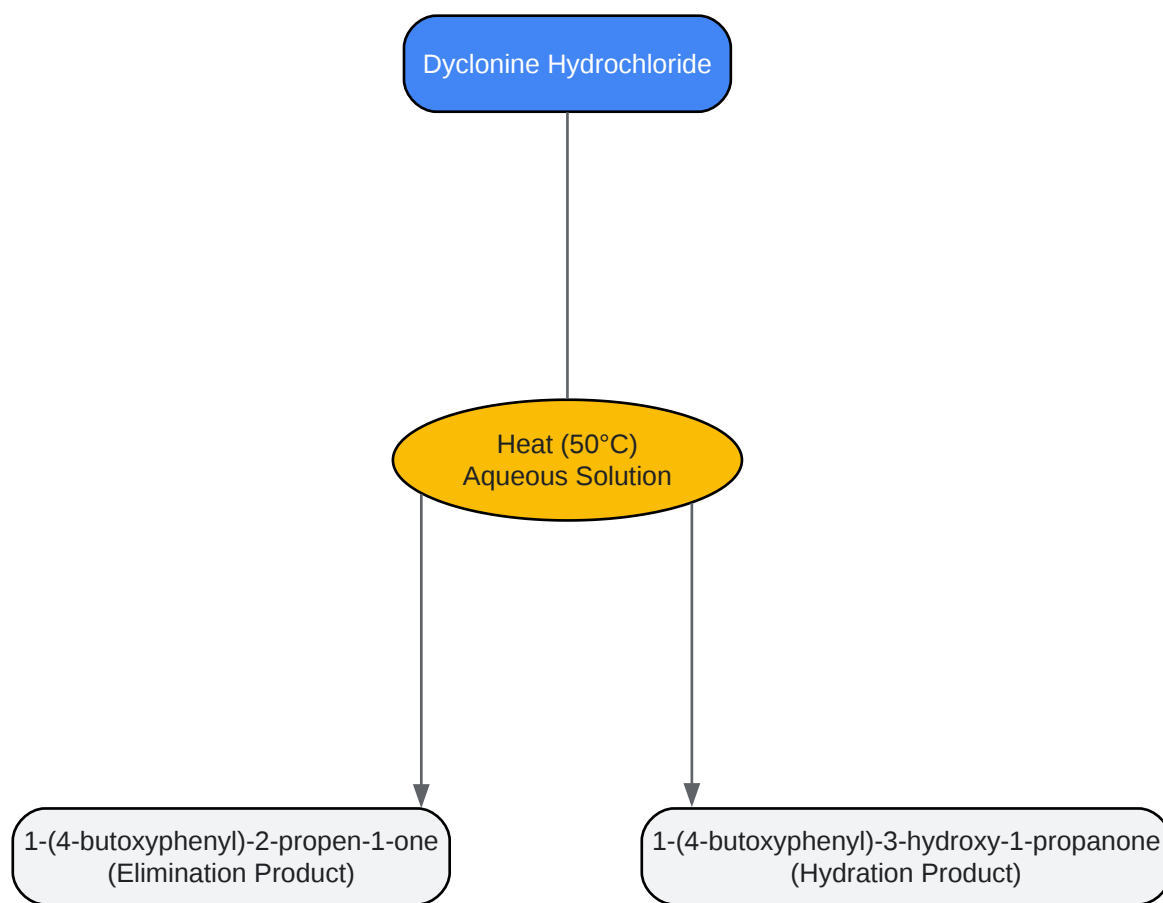 Dyclonine Hydrochloride
Heat (50°C)
Aqueous Solution
1-(4-butoxyphenyl)-2-propen-1-one
(Elimination Product)
1-(4-butoxyphenyl)-3-hydroxy-1-propanone
(Hydration Product)